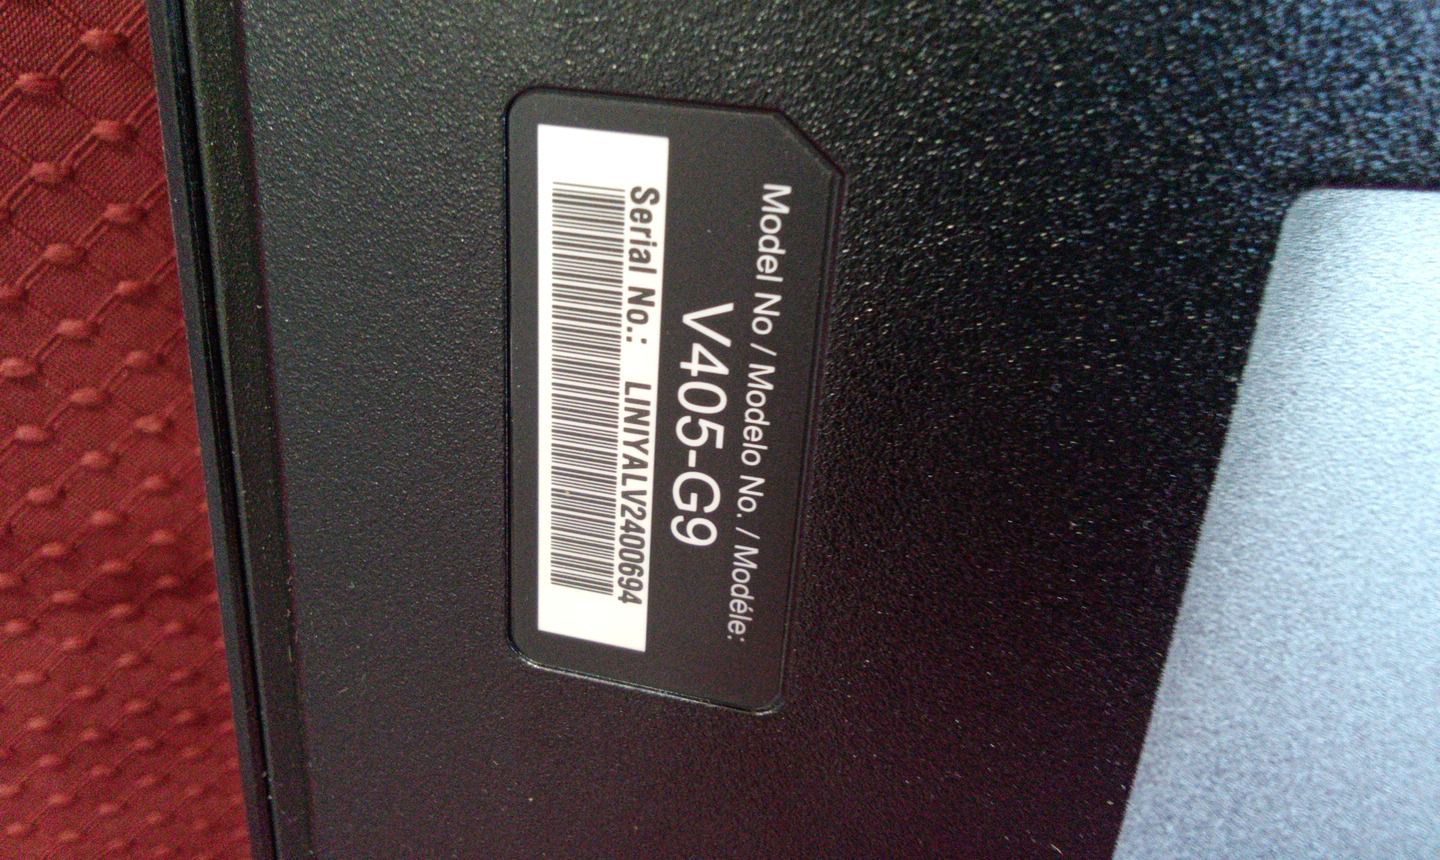 Model No / Modelo No. / Modéle:
V405-G9
Serial No.: LINIYALV2400694